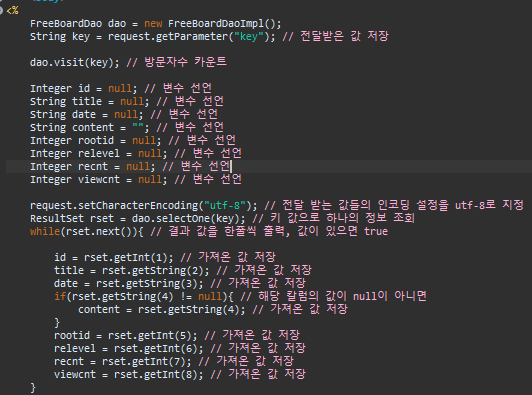 <%
FreeBoardDao dao = new FreeBoardDaoImpl();
String key = request.getParameter("key"); // 전달받은 값 저장
dao.visit(key); // 방문자수 카운트
Integer id = null; // 변수 선언
String title = null; // 변수 선언
String date = null; // 변수 선언
String content = ""; // 변수 선언
Integer rootid = null; // 변수 선언
Integer relevel = null; // 변수 선언
Integer recnt = null; // 변수 선언
Integer viewcnt = null; // 변수 선언
request.setCharacterEncoding("utf-8"); // 전달 받는 값들의 인코딩 설정을 utf-8로 지정
ResultSet rset = dao.selectOne(key); // 키 값으로 하나의 정보 조회
while(rset.next()){ // 결과 값을 한줄씩 출력, 값이 있으면 true
id = rset.getInt(1); // 가져온 값 저장
title = rset.getString(2); // 가져온 값 저장
date = rset.getString(3); // 가져온 값 저장
if(rset.getString(4) != null){ // 해당 칼럼의 값이 null이 아니면
content = rset.getString(4); // 가져온 값 저장
}
rootid = rset.getInt(5); // 가져온 값 저장
relevel = rset.getInt(6); // 가져온 값 저장
recnt = rset.getInt(7); // 가져온 값 저장
viewcnt = rset.getInt(8); // 가져온 값 저장
}